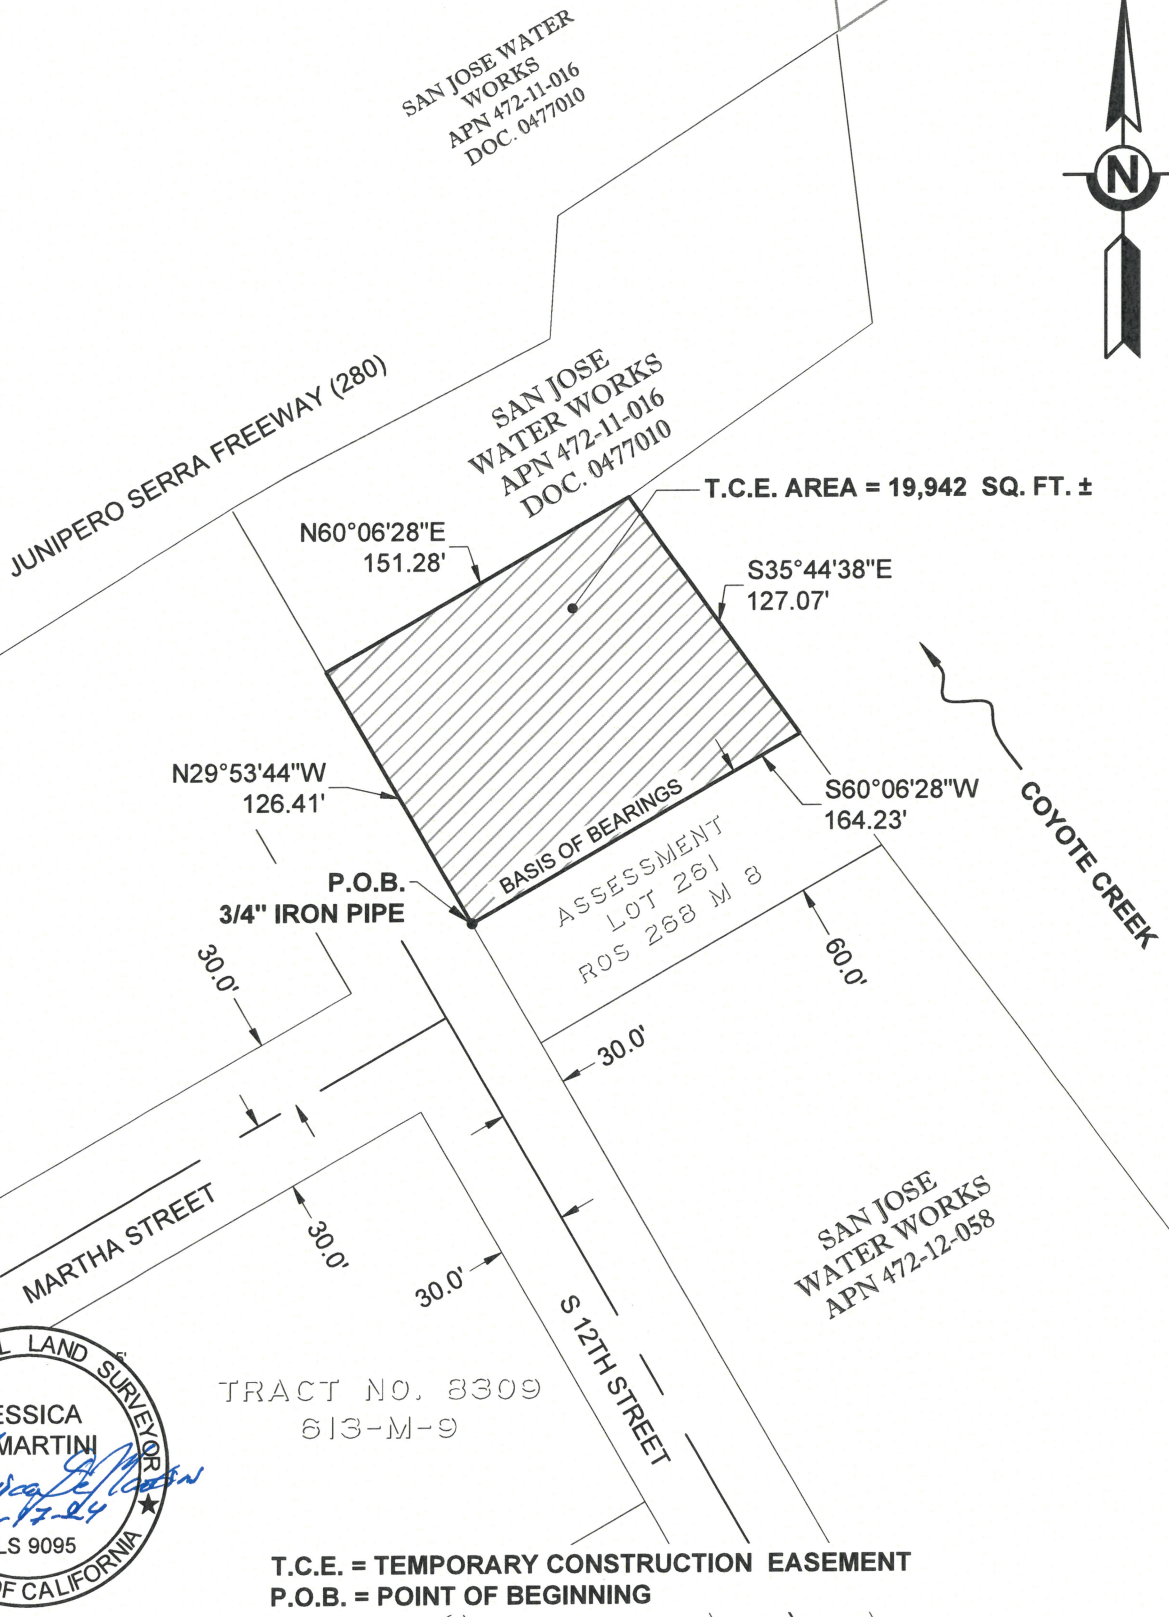 SAN JOSE WATER
WORKS
APN 472-11-016
DOC. 0477010
N
JUNIPERO SERRA FREEWAY (280)
SAN JOSE
WATER WORKS
APN 472-11-016
DOC. 0477010
T.C.E. AREA = 19,942 SQ. FT. ±
N60°06'28"E
151.28'
S35°44'38"E
127.07'
N29°53'44"W
126.41'
S60°06'28"W
164.23'
BASIS OF BEARINGS
COYOTE CREEK
P.O.B.
3/4" IRON PIPE
ASSESSMENT
LOT 261
ROS 268 M 8
30.0'
60.0'
30.0'
MARTHA STREET
30.0'
30.0'
S 12TH STREET
SAN JOSE
WATER WORKS
APN 472-12-058
TRACT NO. 8309
613-M-9
L LAND SURVEYOR
5'
ESSICA
MARTINI
LS 9095
OF CALIFORNIA
T.C.E. = TEMPORARY CONSTRUCTION EASEMENT
P.O.B. = POINT OF BEGINNING